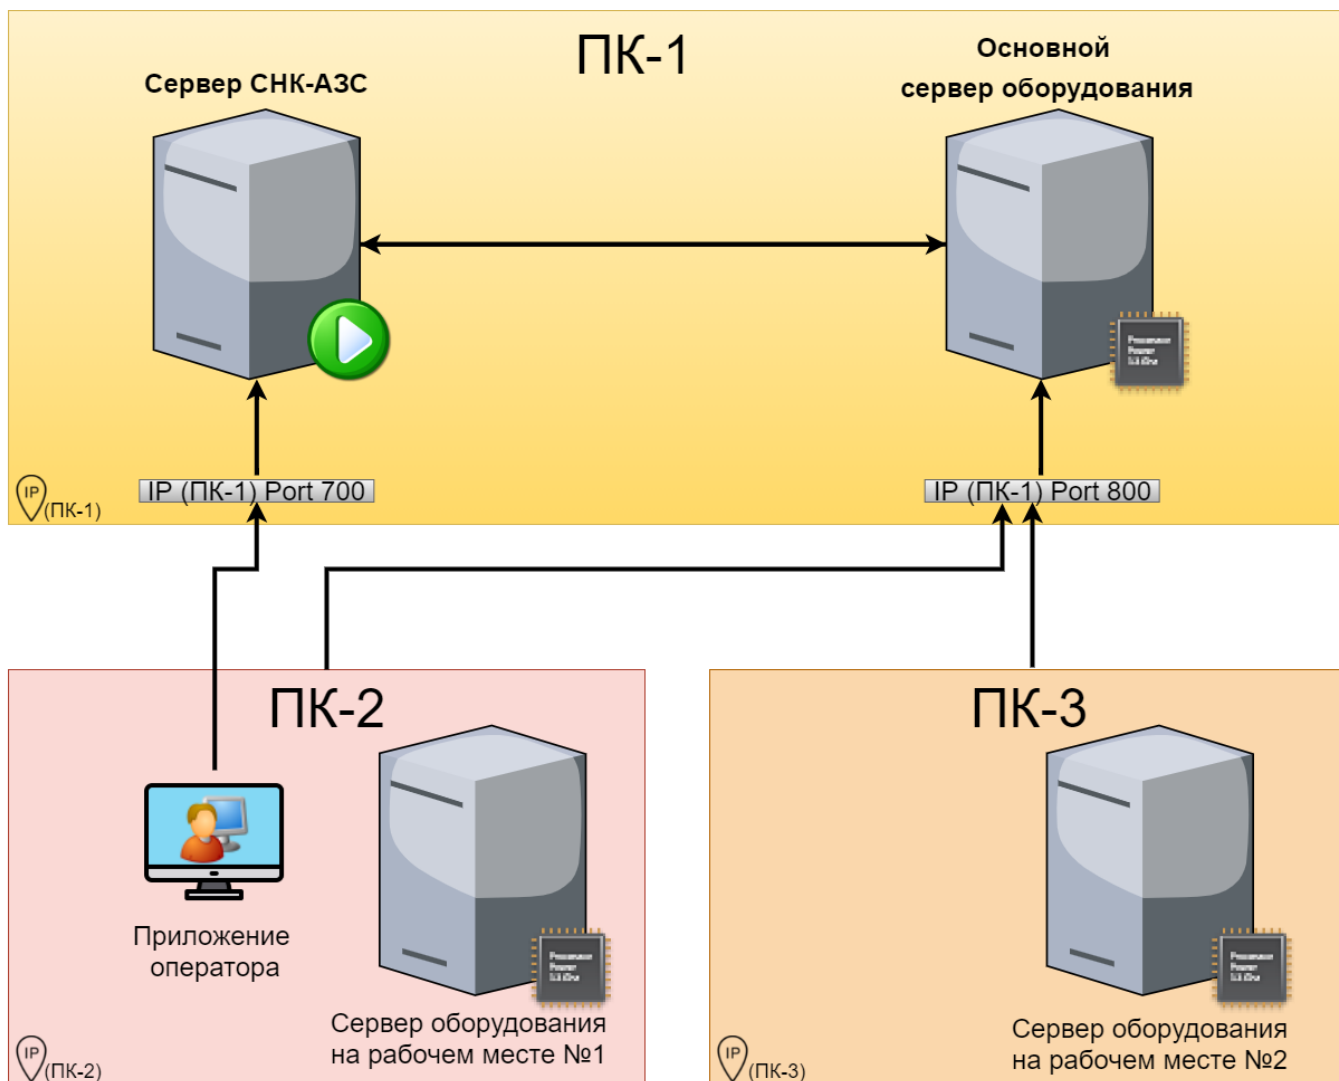 ПК-1
Сервер СНК-АЗС
Основной
сервер оборудования
IP (ПК-1) Port 700
IP (ПК-1) Port 800
IP
(ПК-1)
ПК-2
Приложение
оператора
Сервер оборудования
на рабочем месте №1
IP
(ПК-2)
ПК-3
Сервер оборудования
на рабочем месте №2
IP
(ПК-3)